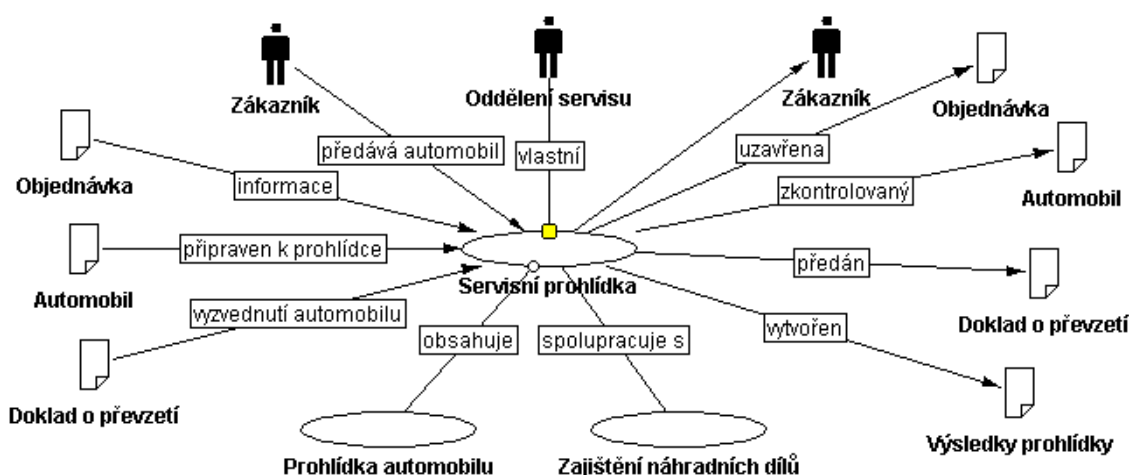 Zákazník
Oddělení servisu
Zákazník
Objednávka
předává automobil
vlastní
uzavřena
Objednávka
informace
zkontrolovaný
Automobil
připraven k prohlídce
předán
Automobil
Servisní prohlídka
vyzvednutí automobilu
Doklad o převzetí
obsahuje
spolupracuje s
vytvořen
Doklad o převzetí
Výsledky prohlídky
Prohlídka automobilu
Zajištění náhradních dílů